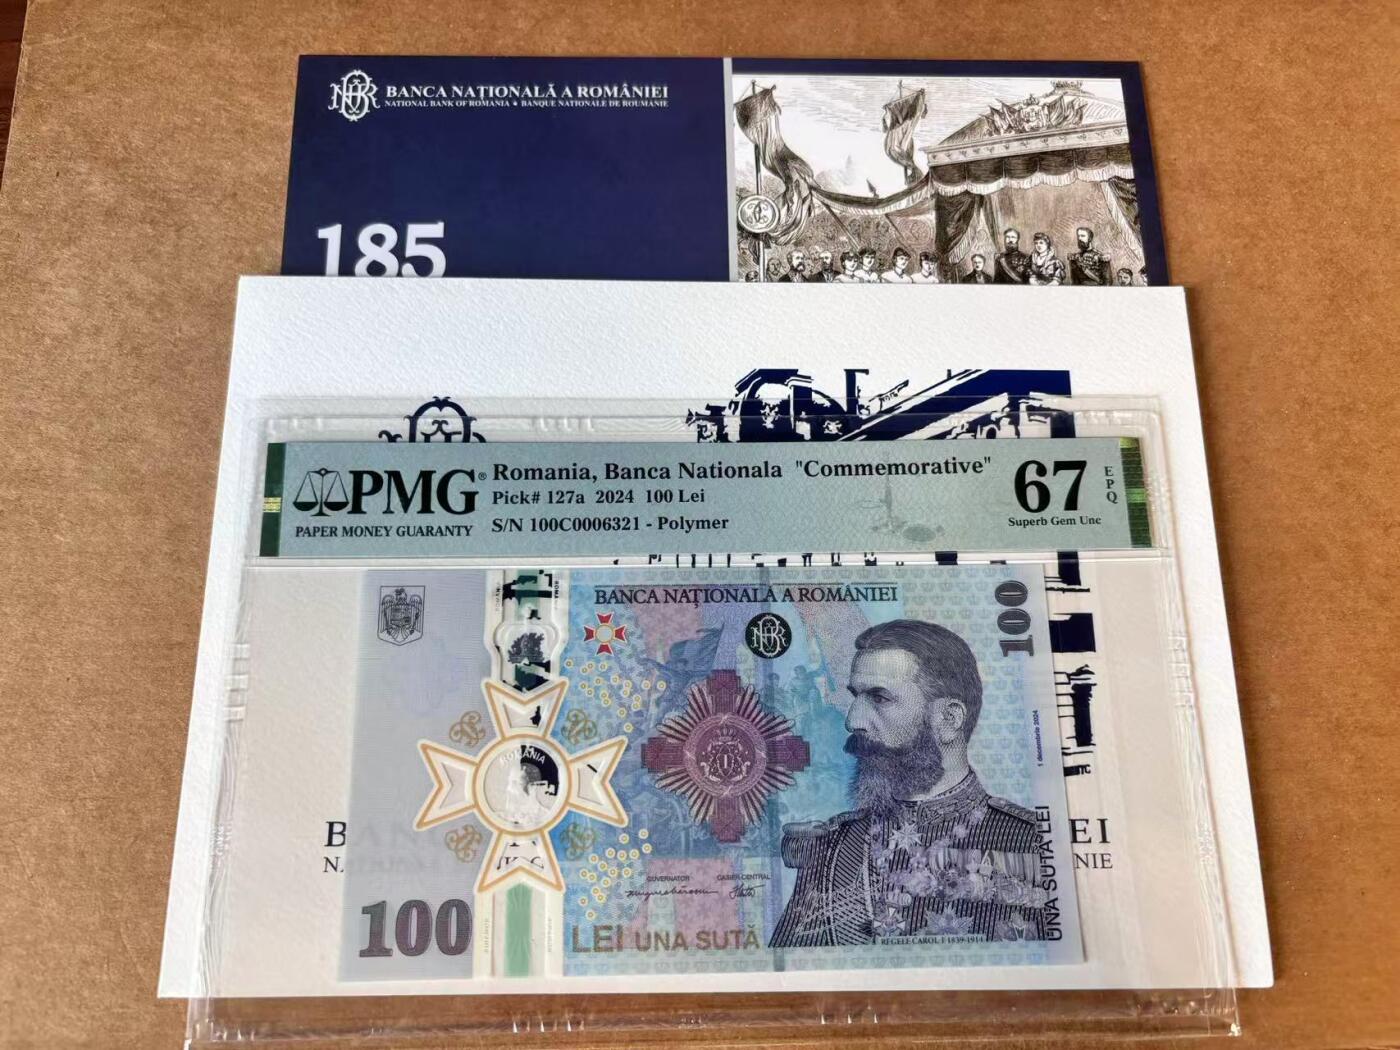 BANCA NAȚIONALĂ A ROMÂNIEI
NATIONAL BANK OF ROMANIA ● BANQUE NATIONALE DE ROUMANIE
185
PMG®
PAPER MONEY GUARANTY
Romania, Banca Nationala "Commemorative"
Pick# 127a 2024 100 Lei
S/N 100C0006321 - Polymer
67
EPQ
Superb Gem Unc
BANCA NAȚIONALĂ A ROMÂNIEI
100
1 decembrie 2024
ROMÂNIA
GUVERNATOR CASIER CENTRAL
100
LEI UNA SUTĂ
REGELE CAROL I 1839-1914
UNA SUTĂ LEI